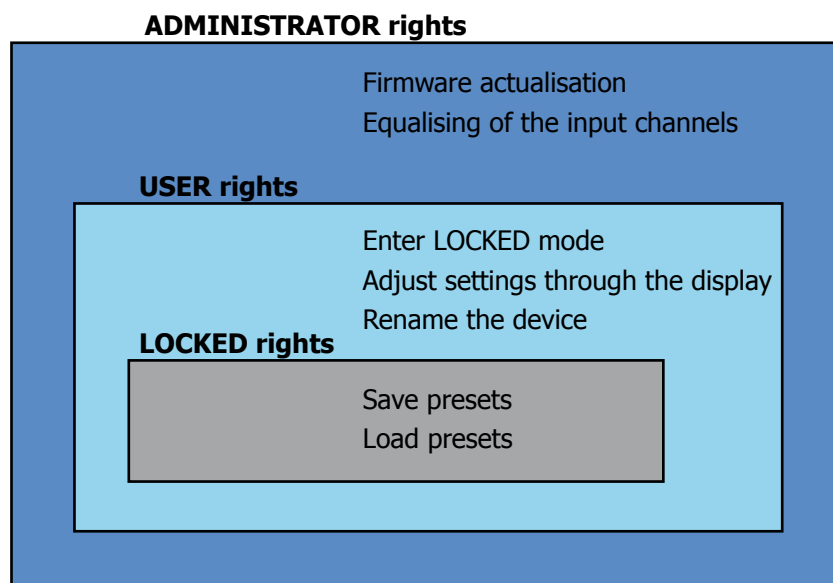 ADMINISTRATOR rights
Firmware actualisation
Equalising of the input channels
USER rights
Enter LOCKED mode
Adjust settings through the display
Rename the device
LOCKED rights
Save presets
Load presets